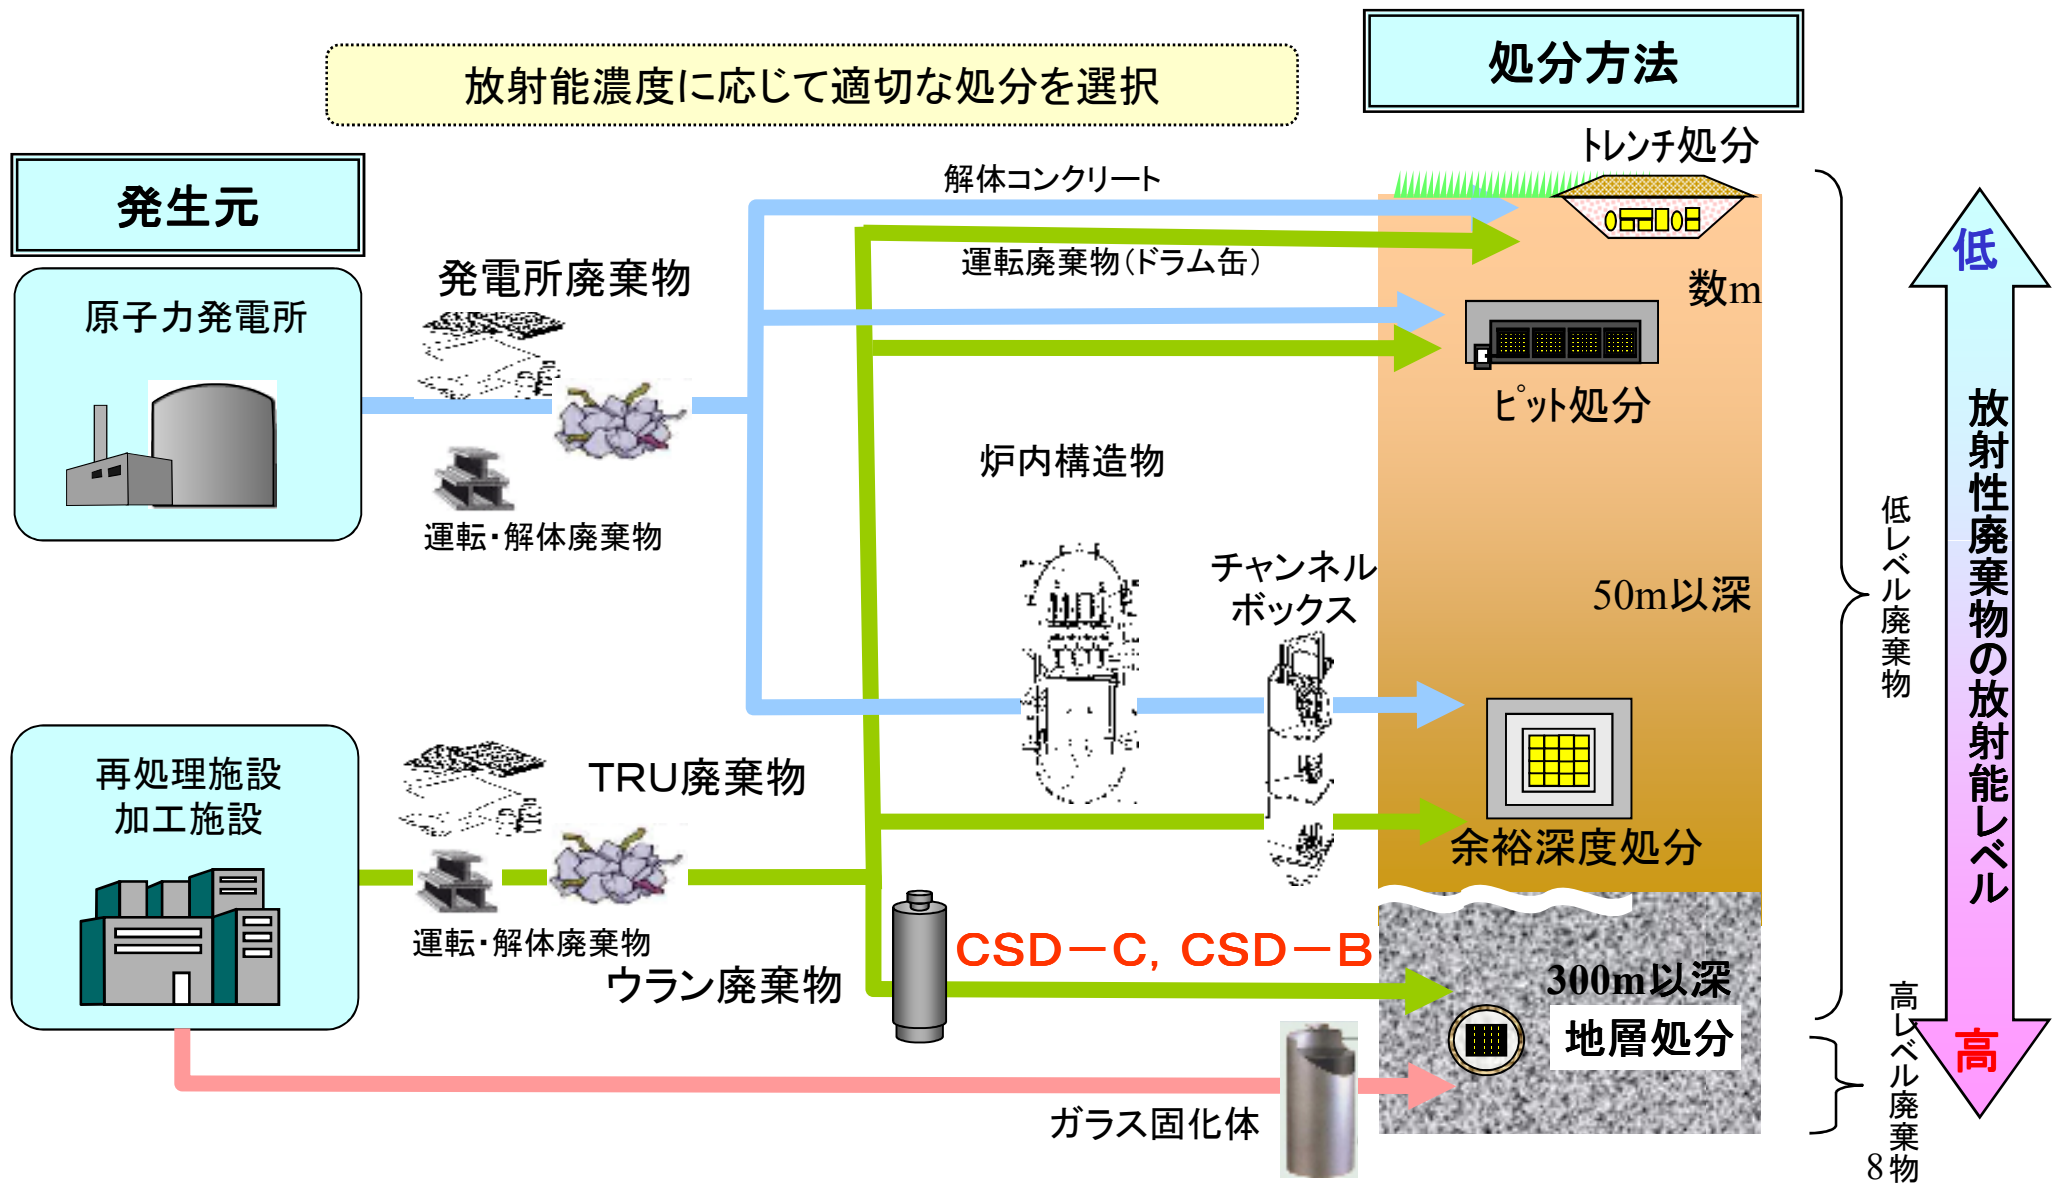 放射能濃度に応じて適切な処分を選択
処分方法
発生元
トレンチ処分
解体コンクリート
低
運転廃棄物(ドラム缶)
発電所廃棄物
数m
原子力発電所
ピット処分
炉内構造物
運転・解体廃棄物
チャンネル
ボックス
50m以深
低レベル廃棄物
放射性廃棄物の放射能レベル
再処理施設
加工施設
TRU廃棄物
余裕深度処分
運転・解体廃棄物
ウラン廃棄物
CSD-C, CSD-B
300m以深
地層処分
高
高レベル廃棄物
ガラス固化体
8